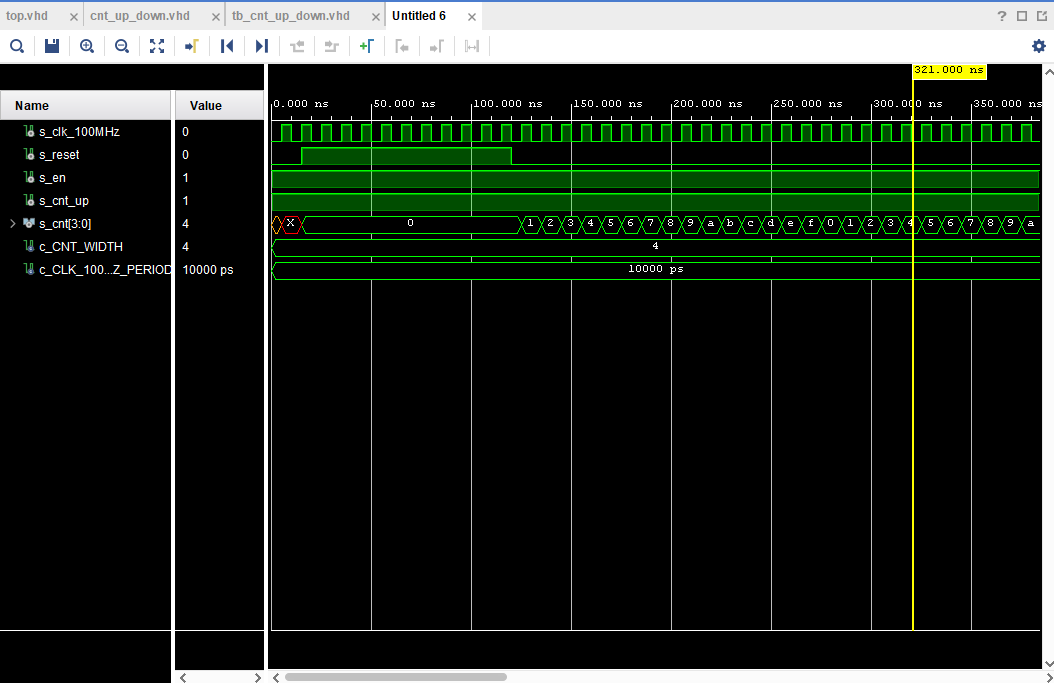 top.vhd × cnt_up_down.vhd × tb_cnt_up_down.vhd × Untitled 6 × ?
321.000 ns
Name Value
0.000 ns 50.000 ns 100.000 ns 150.000 ns 200.000 ns 250.000 ns 300.000 ns 350.000 ns
s_clk_100MHz 0
s_reset 0
s_en 1
s_cnt_up 1
s_cnt[3:0] 4 X 0 1 2 3 4 5 6 7 8 9 a b c d e f 0 1 2 3 4 5 6 7 8 9 a
c_CNT_WIDTH 4 4
c_CLK_100...Z_PERIOD 10000 ps 10000 ps